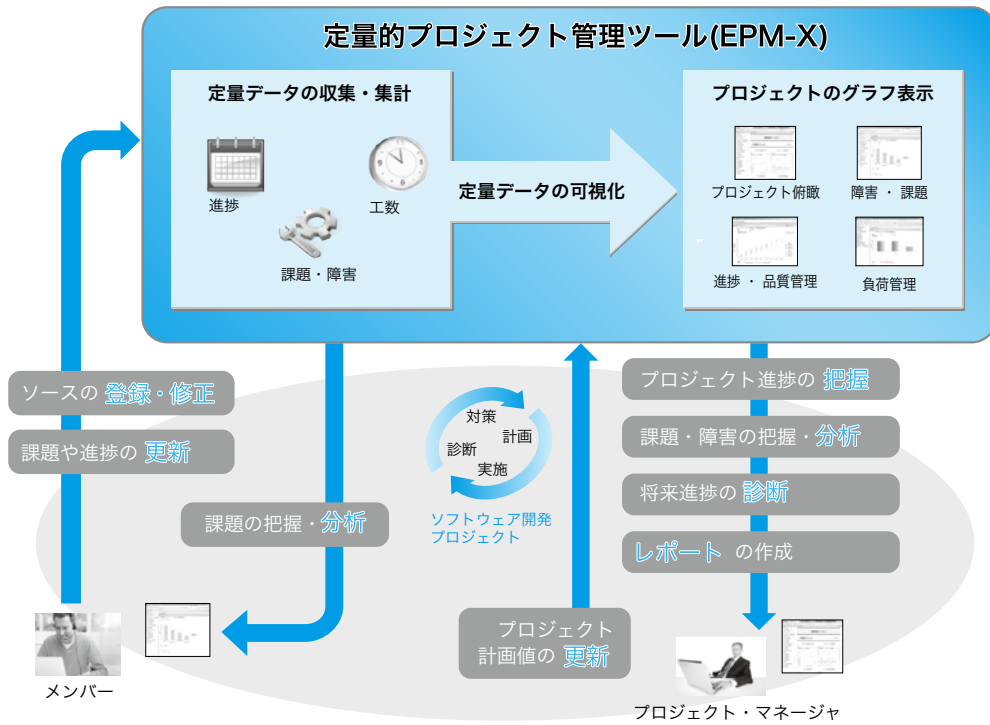 定量的プロジェクト管理ツール(EPM-X)
定量データの収集・集計
進捗
工数
課題・障害
定量データの可視化
プロジェクトのグラフ表示
プロジェクト俯瞰
障害 ・ 課題
進捗 ・ 品質管理
負荷管理
ソースの 登録・修正
課題や進捗の 更新
課題の把握・分析
対策
計画
診断
実施
ソフトウェア開発
プロジェクト
プロジェクト
計画値の 更新
プロジェクト進捗の 把握
課題・障害の把握・分析
将来進捗の 診断
レポート の作成
メンバー
プロジェクト・マネージャ